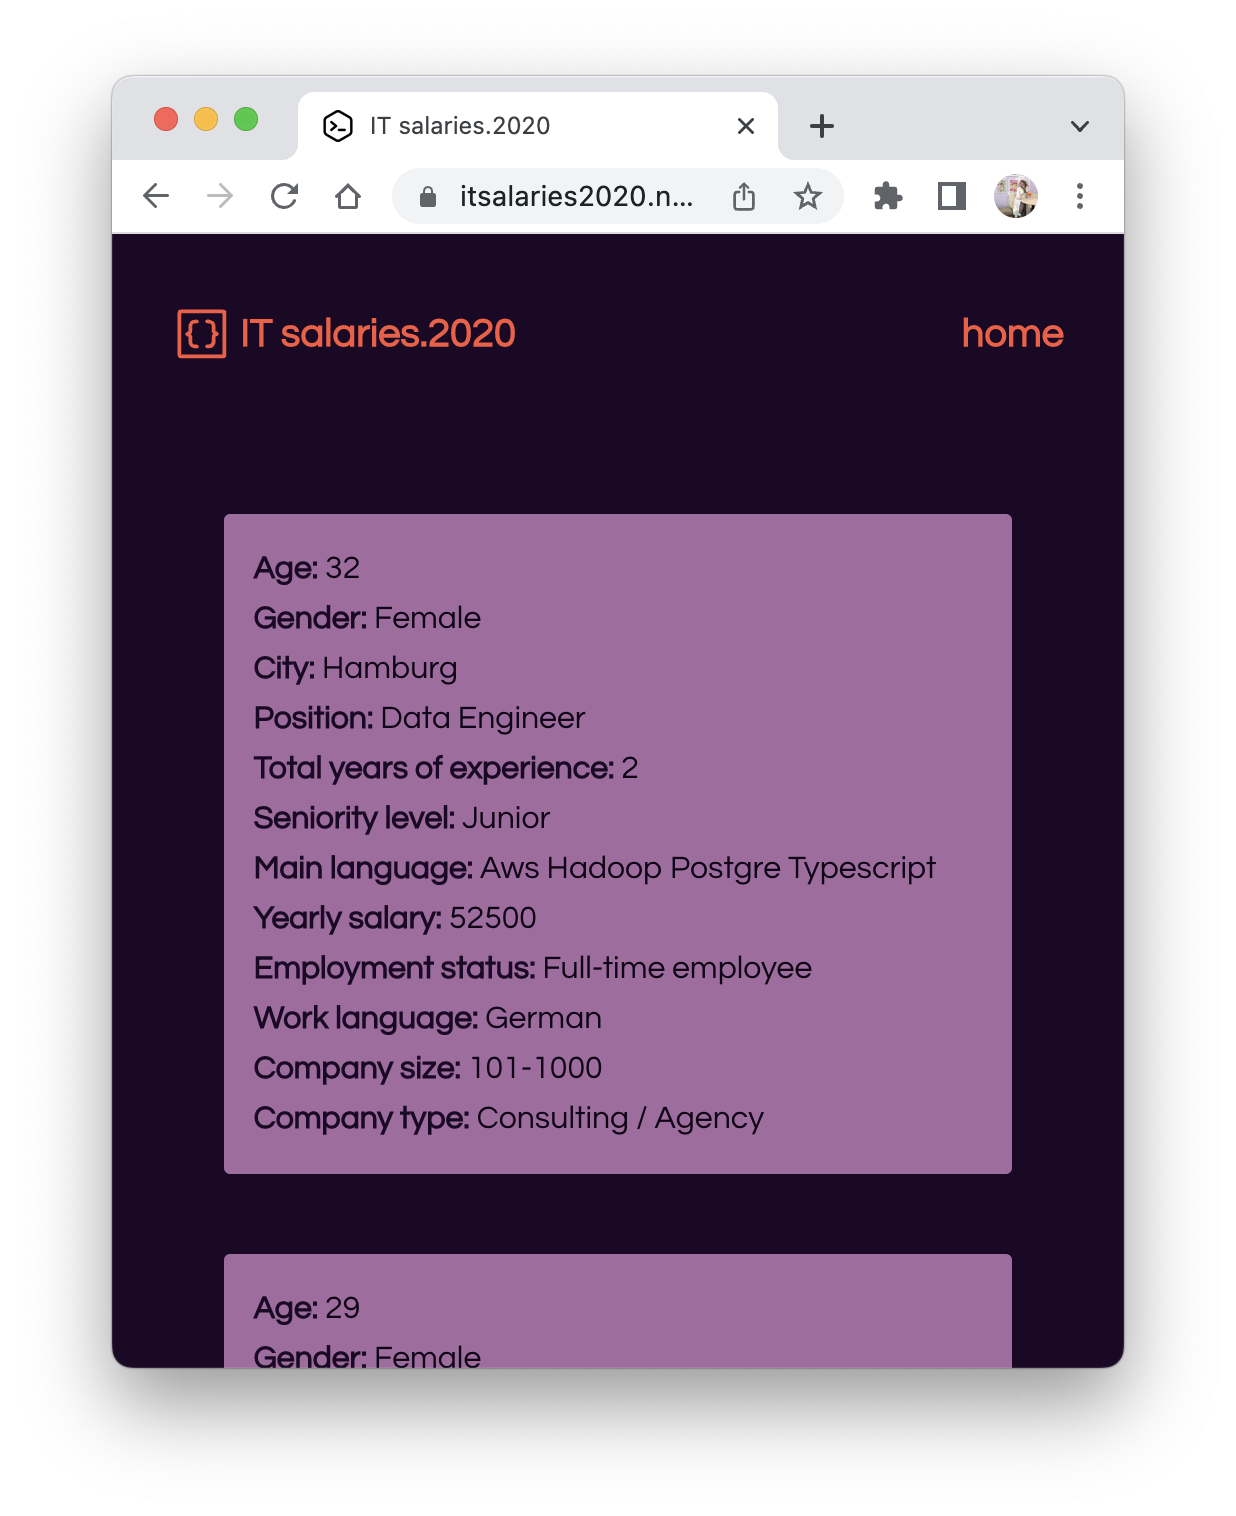 IT salaries.2020
itsalaries2020.n...
{} IT salaries.2020
home
Age: 32
Gender: Female
City: Hamburg
Position: Data Engineer
Total years of experience: 2
Seniority level: Junior
Main language: Aws Hadoop Postgre Typescript
Yearly salary: 52500
Employment status: Full-time employee
Work language: German
Company size: 101-1000
Company type: Consulting / Agency
Age: 29
Gender: Female